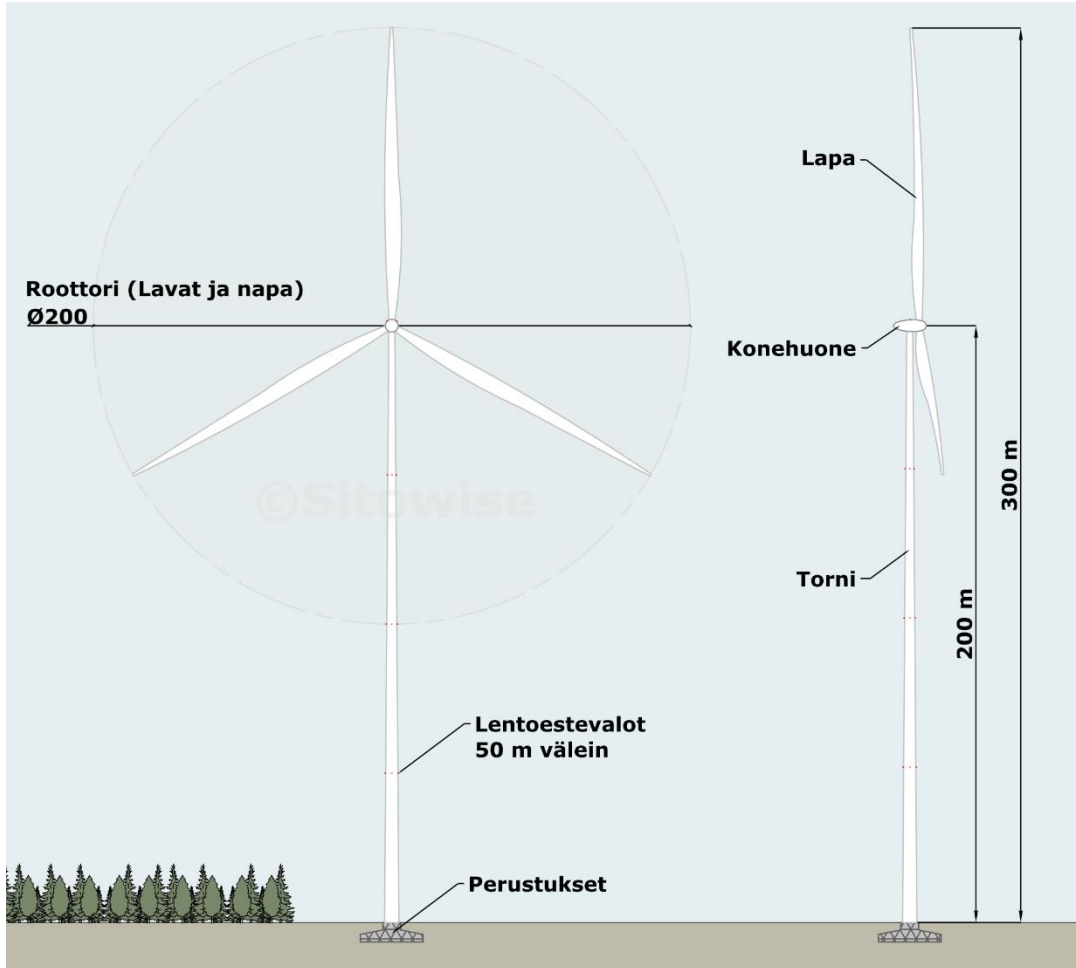 Lapa
Roottori (Lavat ja napa)
Ø200
Konehuone
©Sitowise
300 m
Torni
200 m
Lentoestevalot
50 m välein
Perustukset